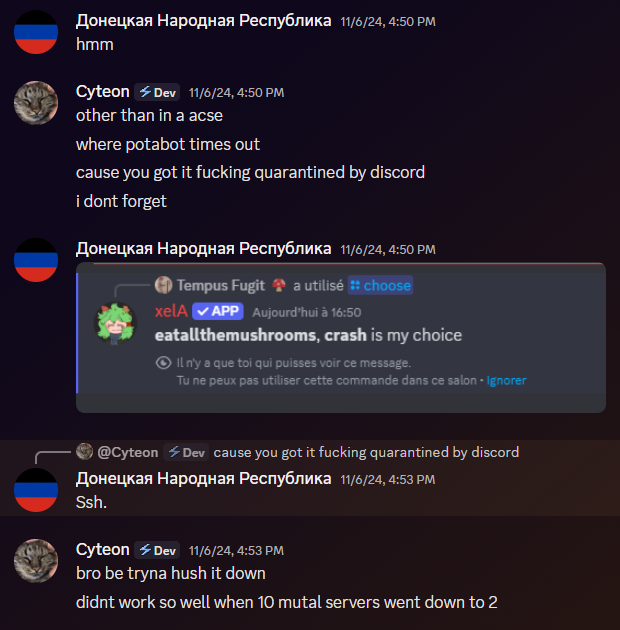 Донецкая Народная Республика 11/6/24, 4:50 PM
hmm
Cyteon Dev 11/6/24, 4:50 PM
other than in a acse
where potabot times out
cause you got it fucking quarantined by discord
i dont forget
Донецкая Народная Республика 11/6/24, 4:50 PM
Tempus Fugit a utilisé choose
xelA APP Aujourd'hui à 16:50
eatallthemushrooms, crash is my choice
Il n'y a que toi qui puisses voir ce message.
Tu ne peux pas utiliser cette commande dans ce salon • Ignorer
@Cyteon Dev cause you got it fucking quarantined by discord
Донецкая Народная Республика 11/6/24, 4:53 PM
Ssh.
Cyteon Dev 11/6/24, 4:53 PM
bro be tryna hush it down
didnt work so well when 10 mutal servers went down to 2